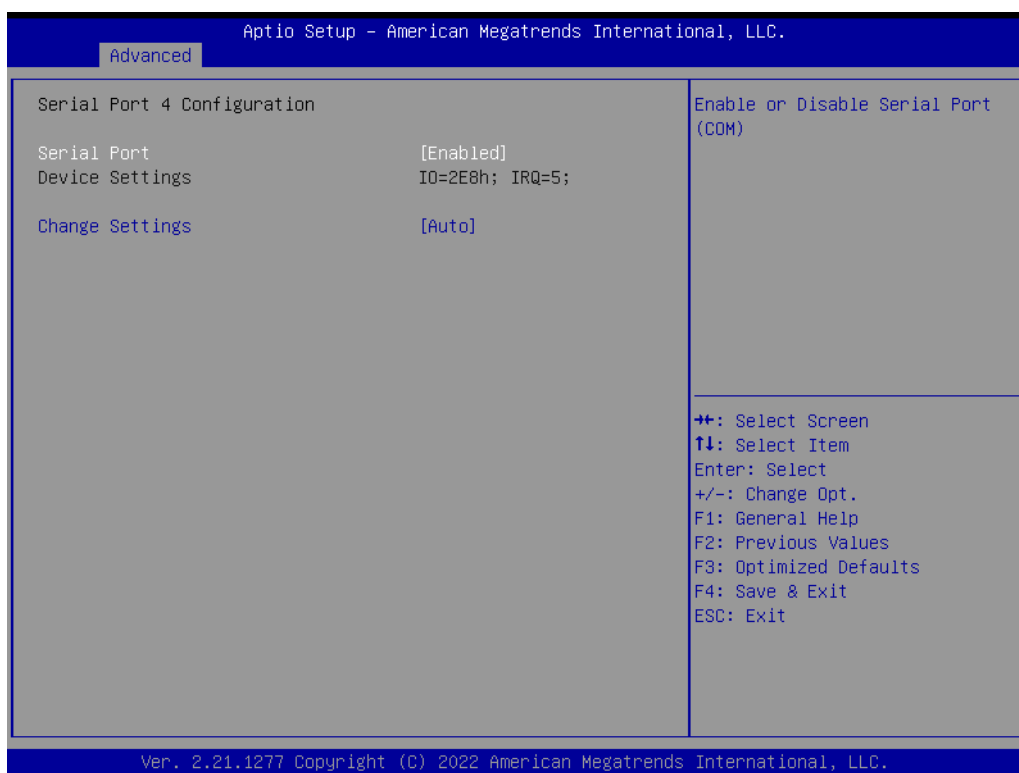 Aptio Setup – American Megatrends International, LLC.
Advanced
Serial Port 4 Configuration
Serial Port [Enabled]
Device Settings IO=2E8h; IRQ=5;
Change Settings [Auto]
Enable or Disable Serial Port
(COM)
→←: Select Screen
↑↓: Select Item
Enter: Select
+/-: Change Opt.
F1: General Help
F2: Previous Values
F3: Optimized Defaults
F4: Save & Exit
ESC: Exit
Ver. 2.21.1277 Copyright (C) 2022 American Megatrends International, LLC.